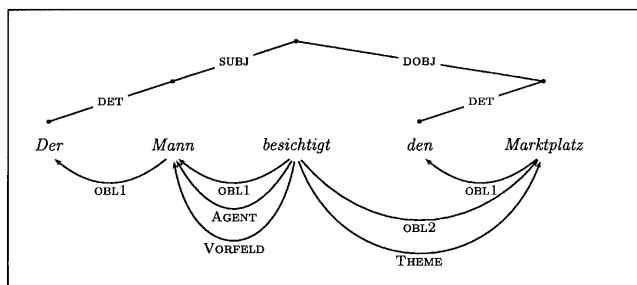 SUBJ DOBJ
DET DET
Der Mann besichtigt den Marktplatz
OBL1 OBL1 OBL1
AGENT OBL2
VORFELD
THEME